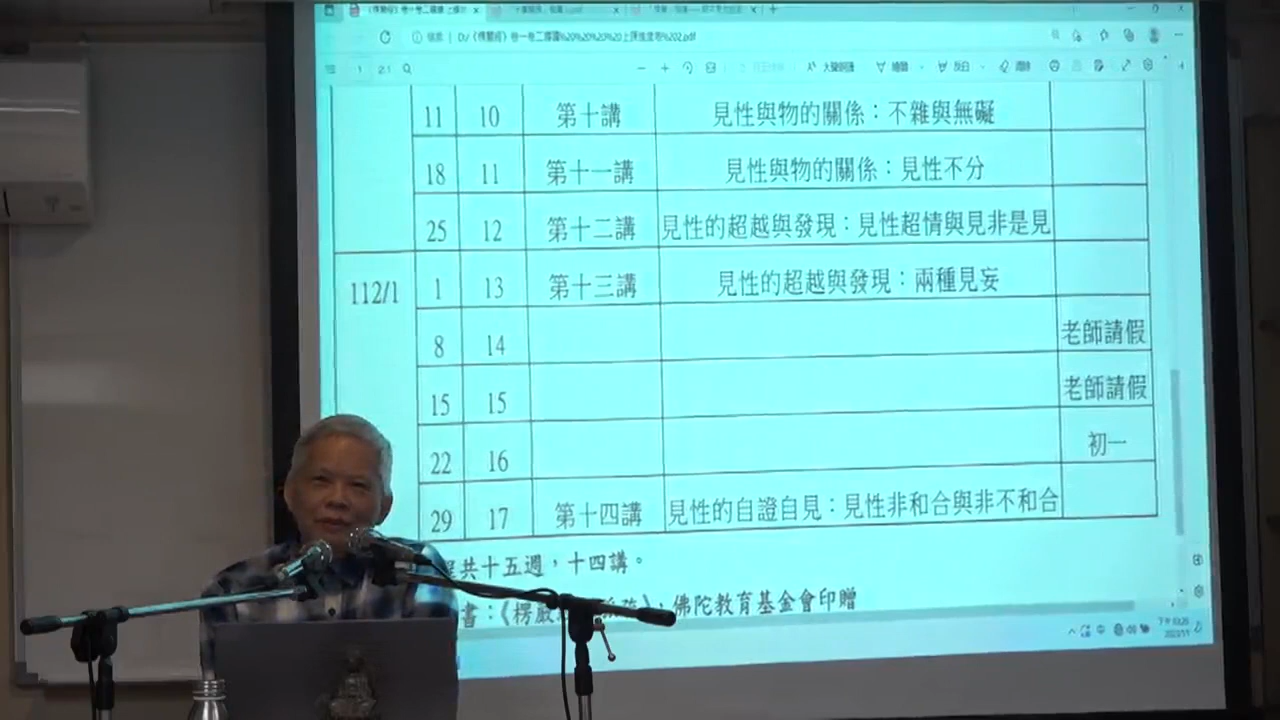 11 10 第十講 見性與物的關係：不雜與無礙
18 11 第十一講 見性與物的關係：見性不分
25 12 第十二講 見性的超越與發現：見性超情與見非是見
112/1 1 13 第十三講 見性的超越與發現：兩種見妄
8 14 老師請假
15 15 老師請假
22 16 初一
29 17 第十四講 見性的自證自見：見性非和合與非不和合
共十五週，十四講。
書：《楞嚴 》，佛陀教育基金會印贈